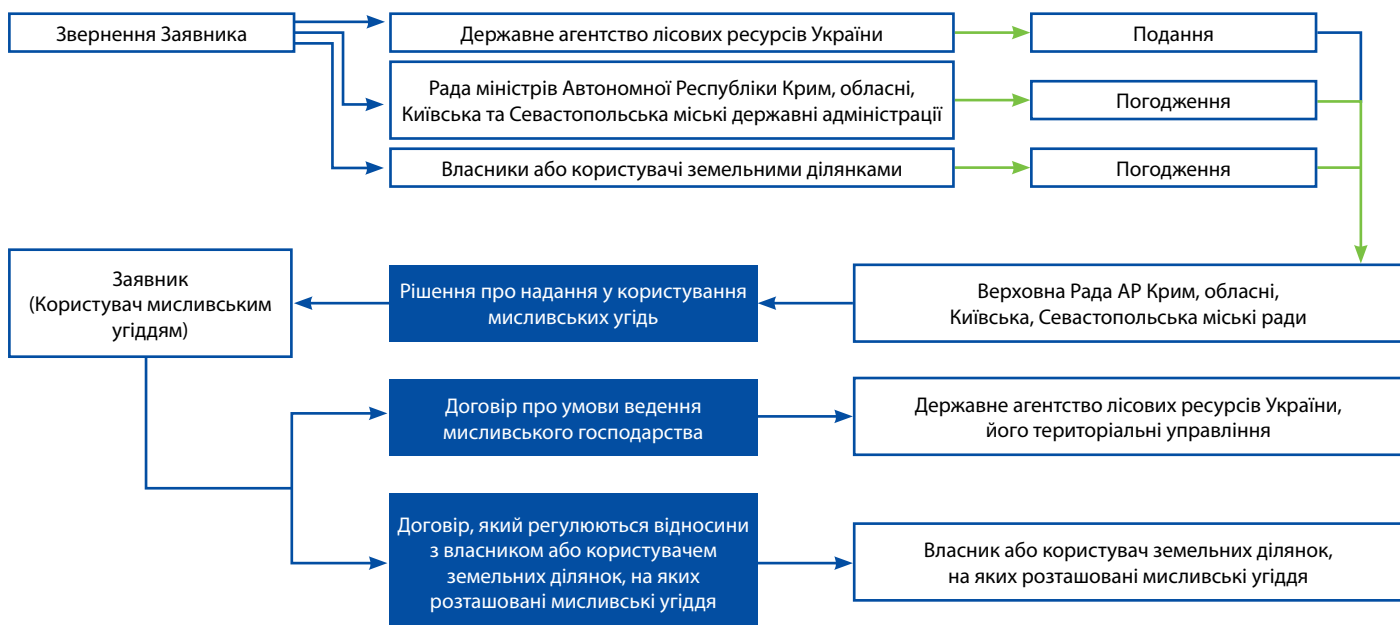 Звернення Заявника
Державне агентство лісових ресурсів України
Подання
Рада міністрів Автономної Республіки Крим, обласні,
Київська та Севастопольська міські державні адміністрації
Погодження
Власники або користувачі земельними ділянками
Погодження
Заявник
(Користувач мисливським
угіддям)
Рішення про надання у користування
мисливських угідь
Верховна Рада АР Крим, обласні,
Київська, Севастопольська міські ради
Договір про умови ведення
мисливського господарства
Державне агентство лісових ресурсів України,
його територіальні управління
Договір, який регулюються відносини
з власником або користувачем
земельних ділянок, на яких
розташовані мисливські угіддя
Власник або користувач земельних ділянок,
на яких розташовані мисливські угіддя